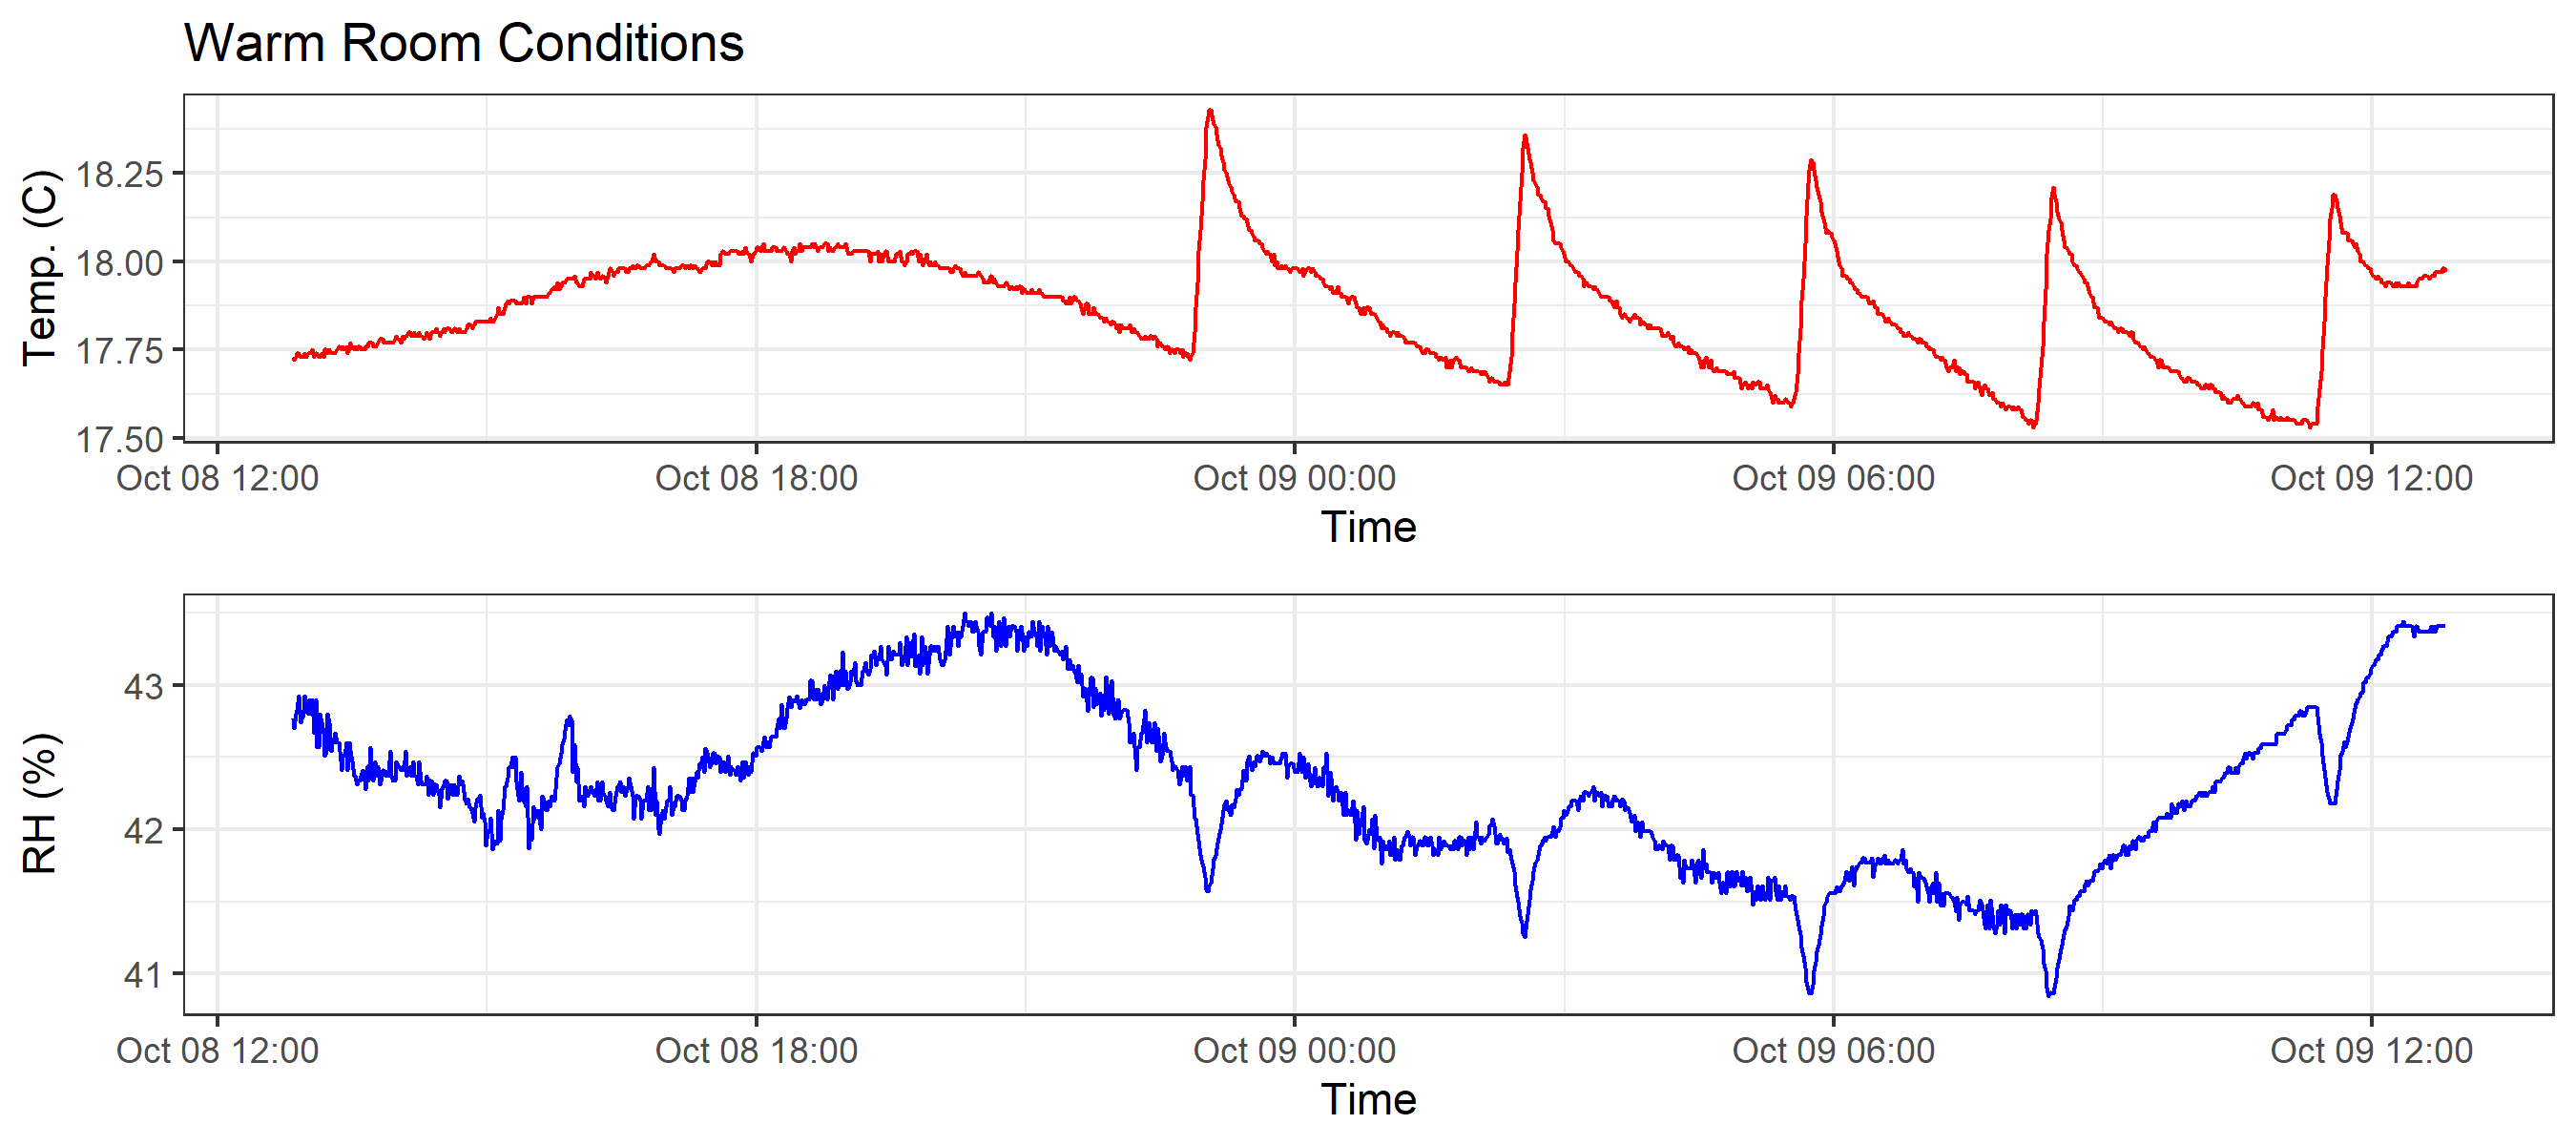 Warm Room Conditions
Temp. (C)
18.25
18.00
17.75
17.50
Oct 08 12:00 Oct 08 18:00 Oct 09 00:00 Oct 09 06:00 Oct 09 12:00
Time
RH (%)
43
42
41
Oct 08 12:00 Oct 08 18:00 Oct 09 00:00 Oct 09 06:00 Oct 09 12:00
Time